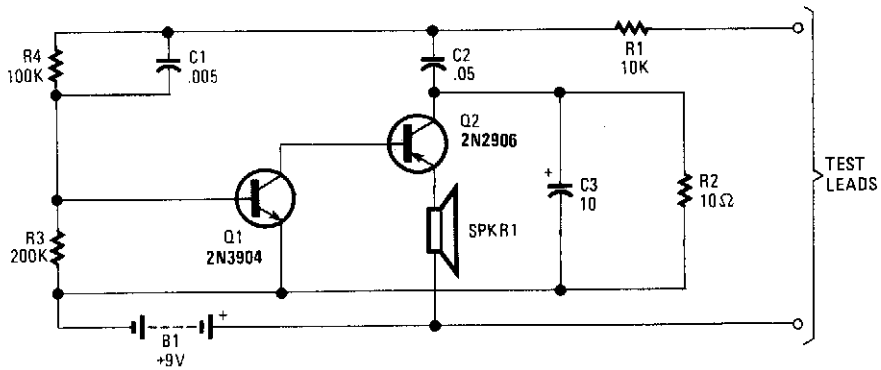 R4
100K
C1
.005
C2
.05
R1
10K
Q2
2N2906
Q1
2N3904
R3
200K
SPKR1
+
C3
10
R2
10Ω
TEST
LEADS
+
B1
+9V